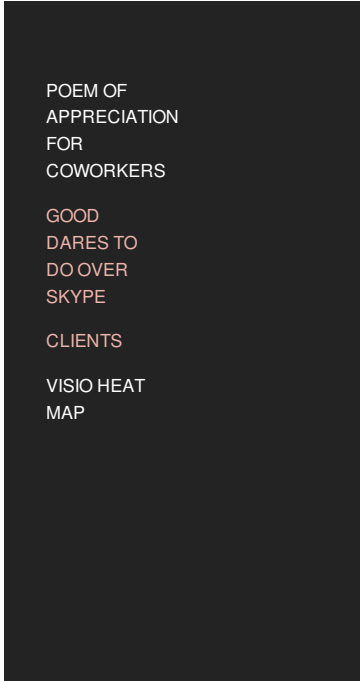 POEM OF
APPRECIATION
FOR
COWORKERS
GOOD
DARES TO
DO OVER
SKYPE
CLIENTS
VISIO HEAT
MAP